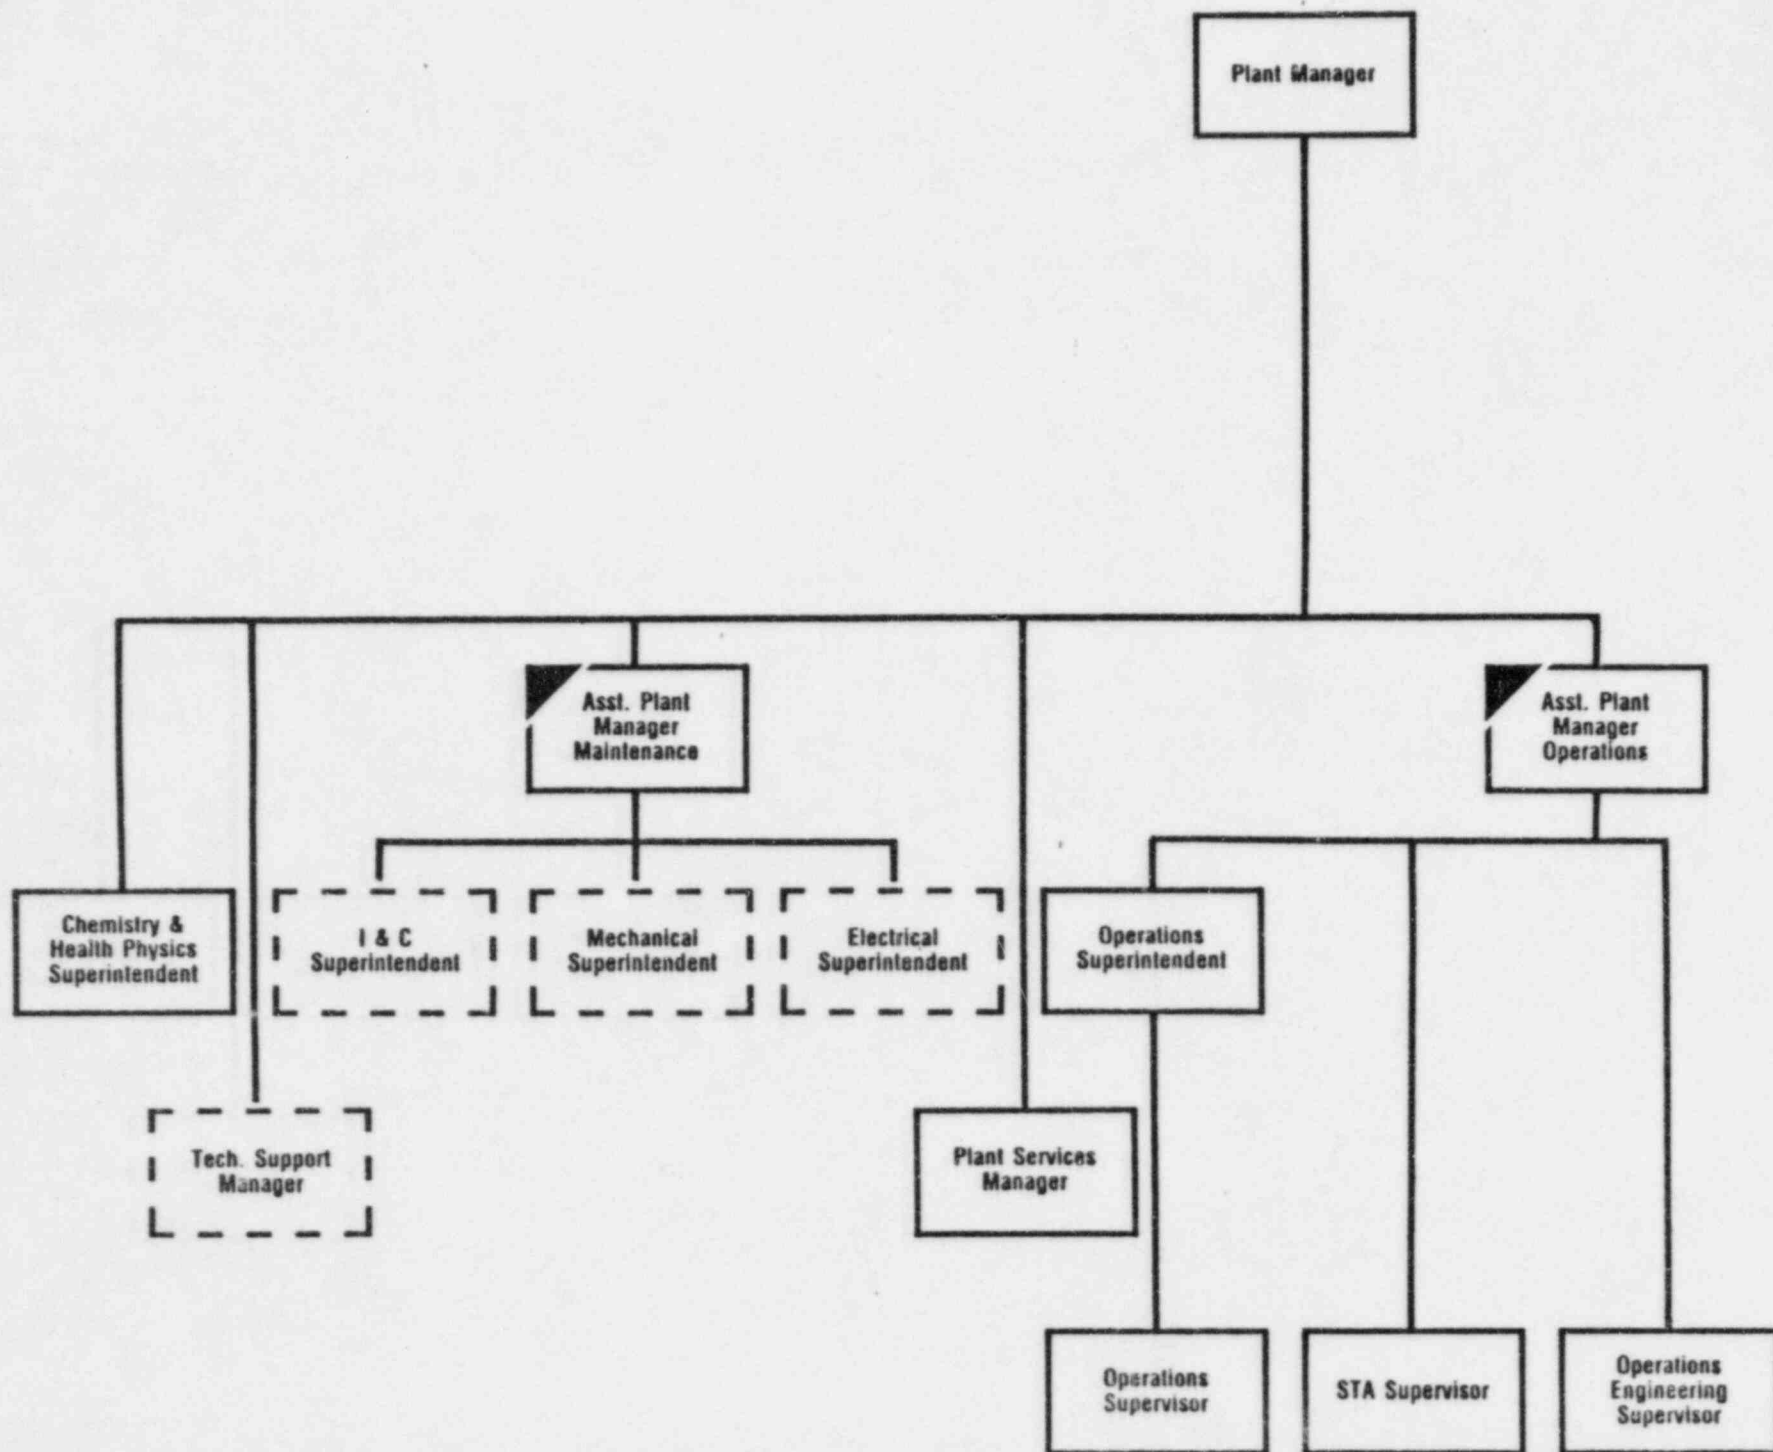 Plant Manager
Asst. Plant
Manager
Maintenance
Asst. Plant
Manager
Operations
Chemistry &
Health Physics
Superintendent
I & C
Superintendent
Mechanical
Superintendent
Electrical
Superintendent
Operations
Superintendent
Tech. Support
Manager
Plant Services
Manager
Operations
Supervisor
STA Supervisor
Operations
Engineering
Supervisor